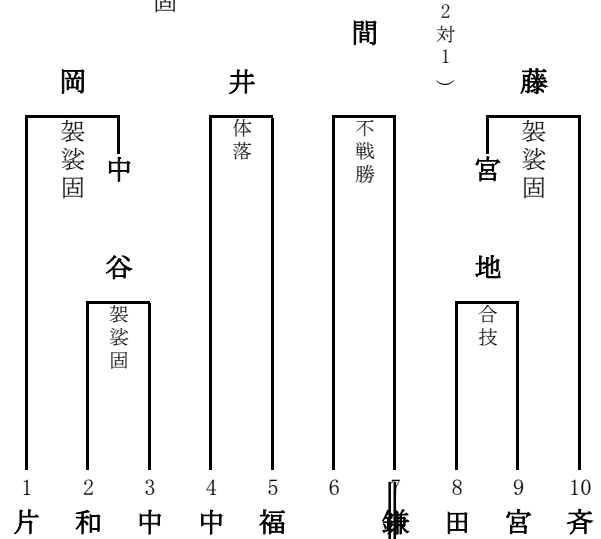 固
間
2対1）
岡
井
藤
袈裟固
体落
不戦勝
袈裟固
中
宮
谷
地
袈裟固
合技
1 2 3 4 5 6 7 8 9 10
片 和 中 中 福 鎌 田 宮 斉